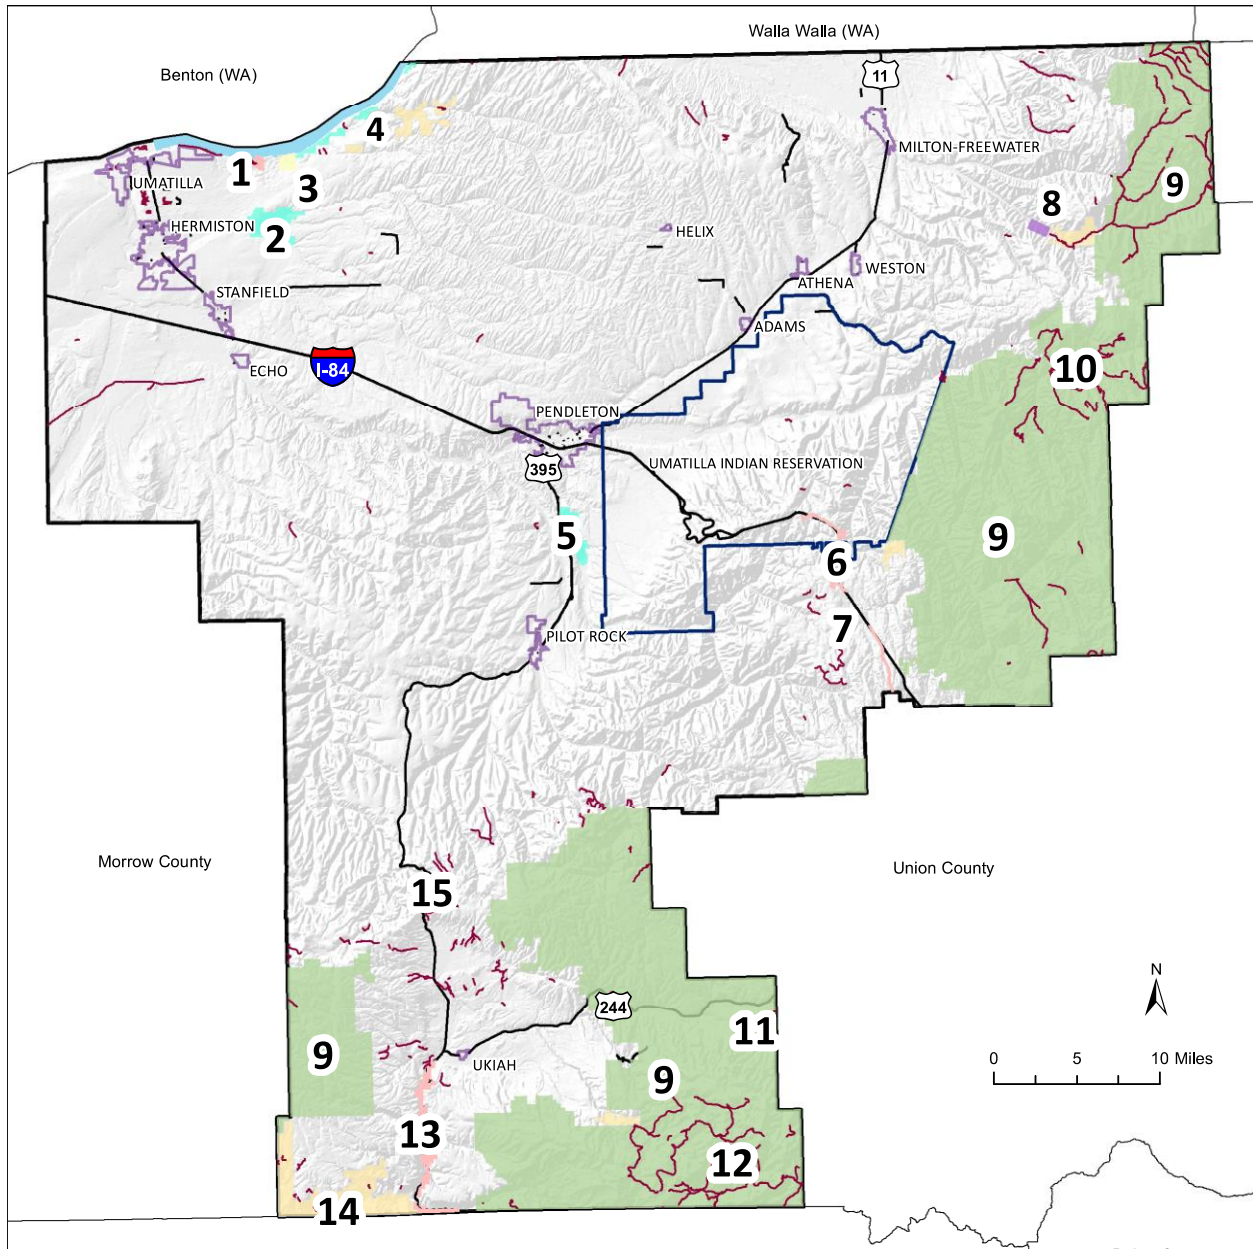 Walla Walla (WA)
Benton (WA)
11
4
MILTON-FREEWATER
1
3
UMATILLA
9
8
HERMISTON
2
HELIX
WESTON
ATHENA
STANFIELD
ADAMS
ECHO
I-84
10
PENDLETON
395
UMATILLA INDIAN RESERVATION
5
9
6
7
PILOT ROCK
Morrow County
Union County
15
N
244
11
9
UKIAH
9
0 5 10 Miles
13
12
14